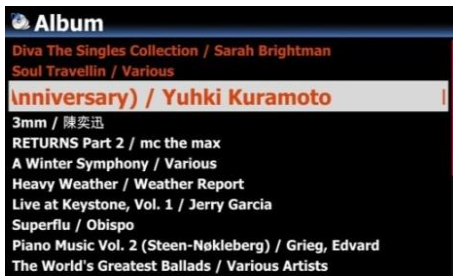 Album
Diva The Singles Collection / Sarah Brightman
Soul Travellin / Various
Anniversary) / Yuhki Kuramoto
3mm / 陳奕迅
RETURNS Part 2 / mc the max
A Winter Symphony / Various
Heavy Weather / Weather Report
Live at Keystone, Vol. 1 / Jerry Garcia
Superflu / Obispo
Piano Music Vol. 2 (Steen-Nøkleberg) / Grieg, Edvard
The World's Greatest Ballads / Various Artists